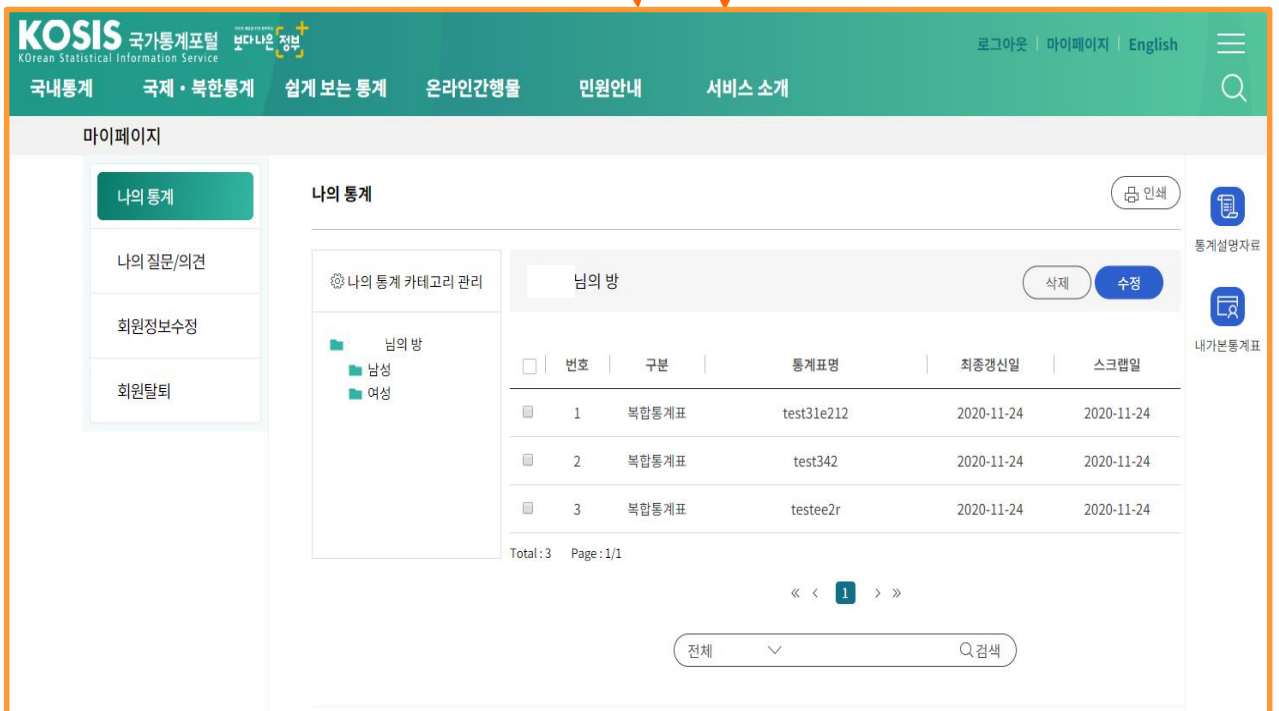 KOSIS 국가통계포털 보다나은 정부
KOrean Statistical Information Service
로그아웃 마이페이지 English
국내통계 국제・북한통계 쉽게 보는 통계 온라인간행물 민원안내 서비스 소개
마이페이지
나의 통계
나의 질문/의견
회원정보수정
회원탈퇴
나의 통계
인쇄
나의 통계 카테고리 관리
님의 방
남성
여성
님의 방
삭제 수정
번호 구분 통계표명 최종갱신일 스크랩일
1 복합통계표 test31e212 2020-11-24 2020-11-24
2 복합통계표 test342 2020-11-24 2020-11-24
3 복합통계표 testee2r 2020-11-24 2020-11-24
Total : 3 Page : 1/1
« < 1 > »
전체 검색
통계설명자료
내가본통계표